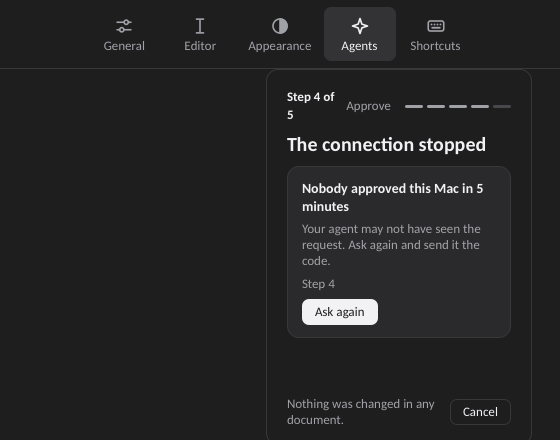 General Editor Appearance Agents Shortcuts
Step 4 of
5
Approve
The connection stopped
Nobody approved this Mac in 5
minutes
Your agent may not have seen the
request. Ask again and send it the
code.
Step 4
Ask again
Nothing was changed in any
document.
Cancel